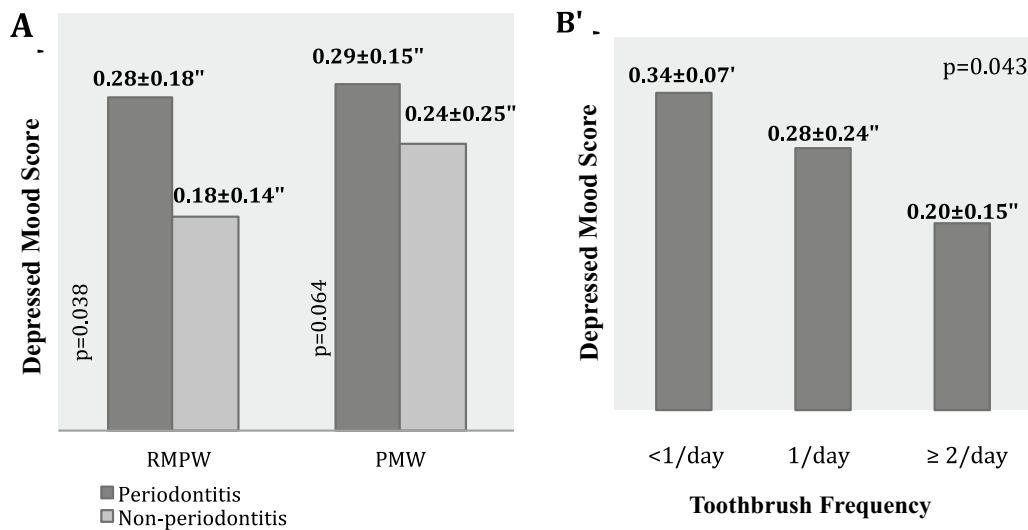 A
Depressed Mood Score
0.28±0.18"
0.18±0.14"
0.29±0.15"
0.24±0.25"
p=0.038
p=0.064
RMPW
PMW
Periodontitis
Non-periodontitis
B'
Depressed Mood Score
p=0.043
0.34±0.07'
0.28±0.24"
0.20±0.15"
<1/day
1/day
≥ 2/day
Toothbrush Frequency